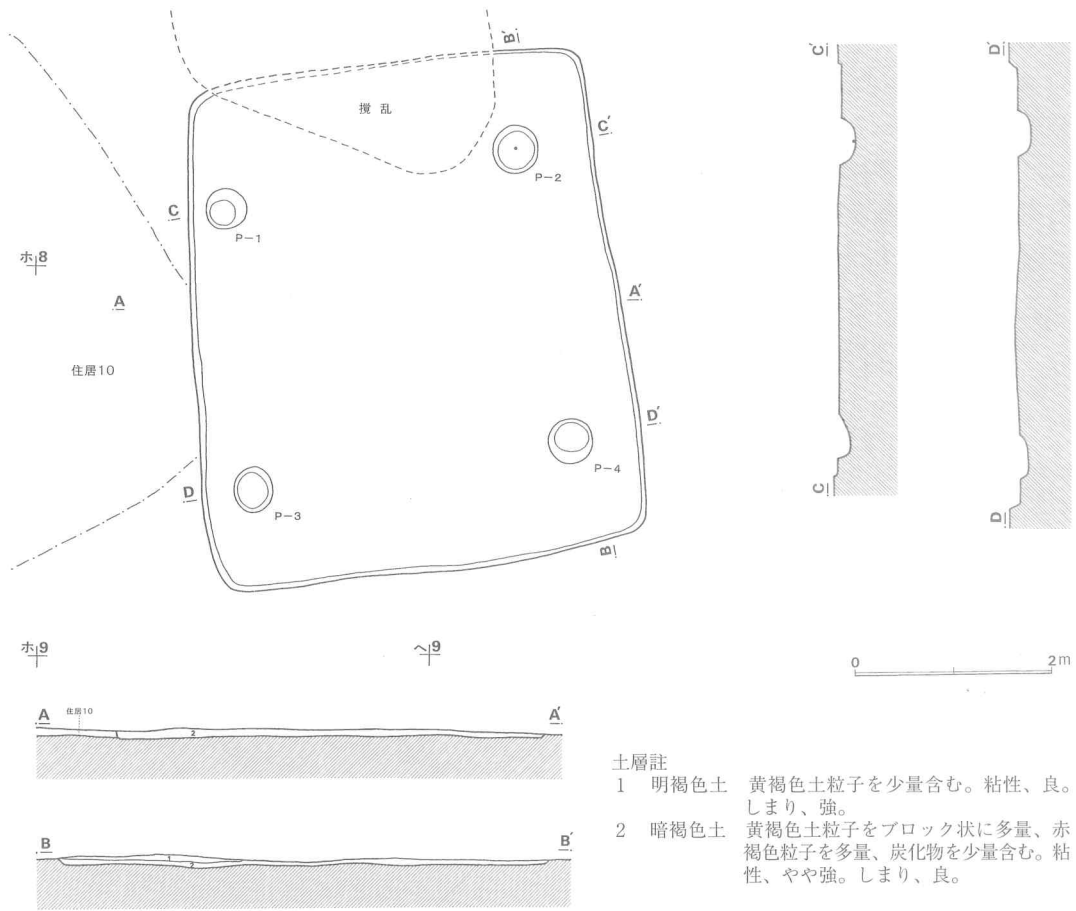 B′
攪乱
C′
P-2
C
P-1
ホ8
A
A′
住居10
D′
P-4
D
P-3
B
C′
C
D′
D
ホ9
ヘ9
0 2m
A 住居10 A′
2
B B′
1
2
土層註
1 明褐色土 黄褐色土粒子を少量含む。粘性、良。
しまり、強。
2 暗褐色土 黄褐色土粒子をブロック状に多量、赤
褐色粒子を多量、炭化物を少量含む。粘
性、やや強。しまり、良。